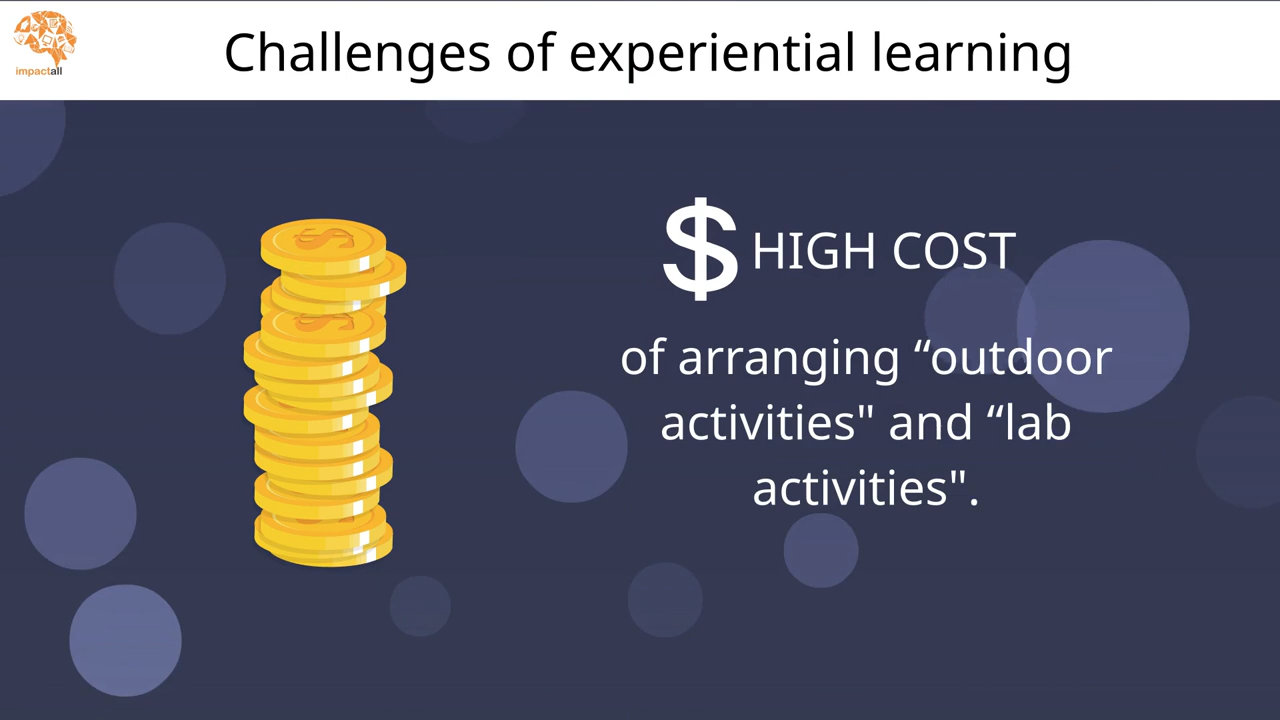 impactall
Challenges of experiential learning
$ HIGH COST
of arranging “outdoor
activities" and “lab
activities".